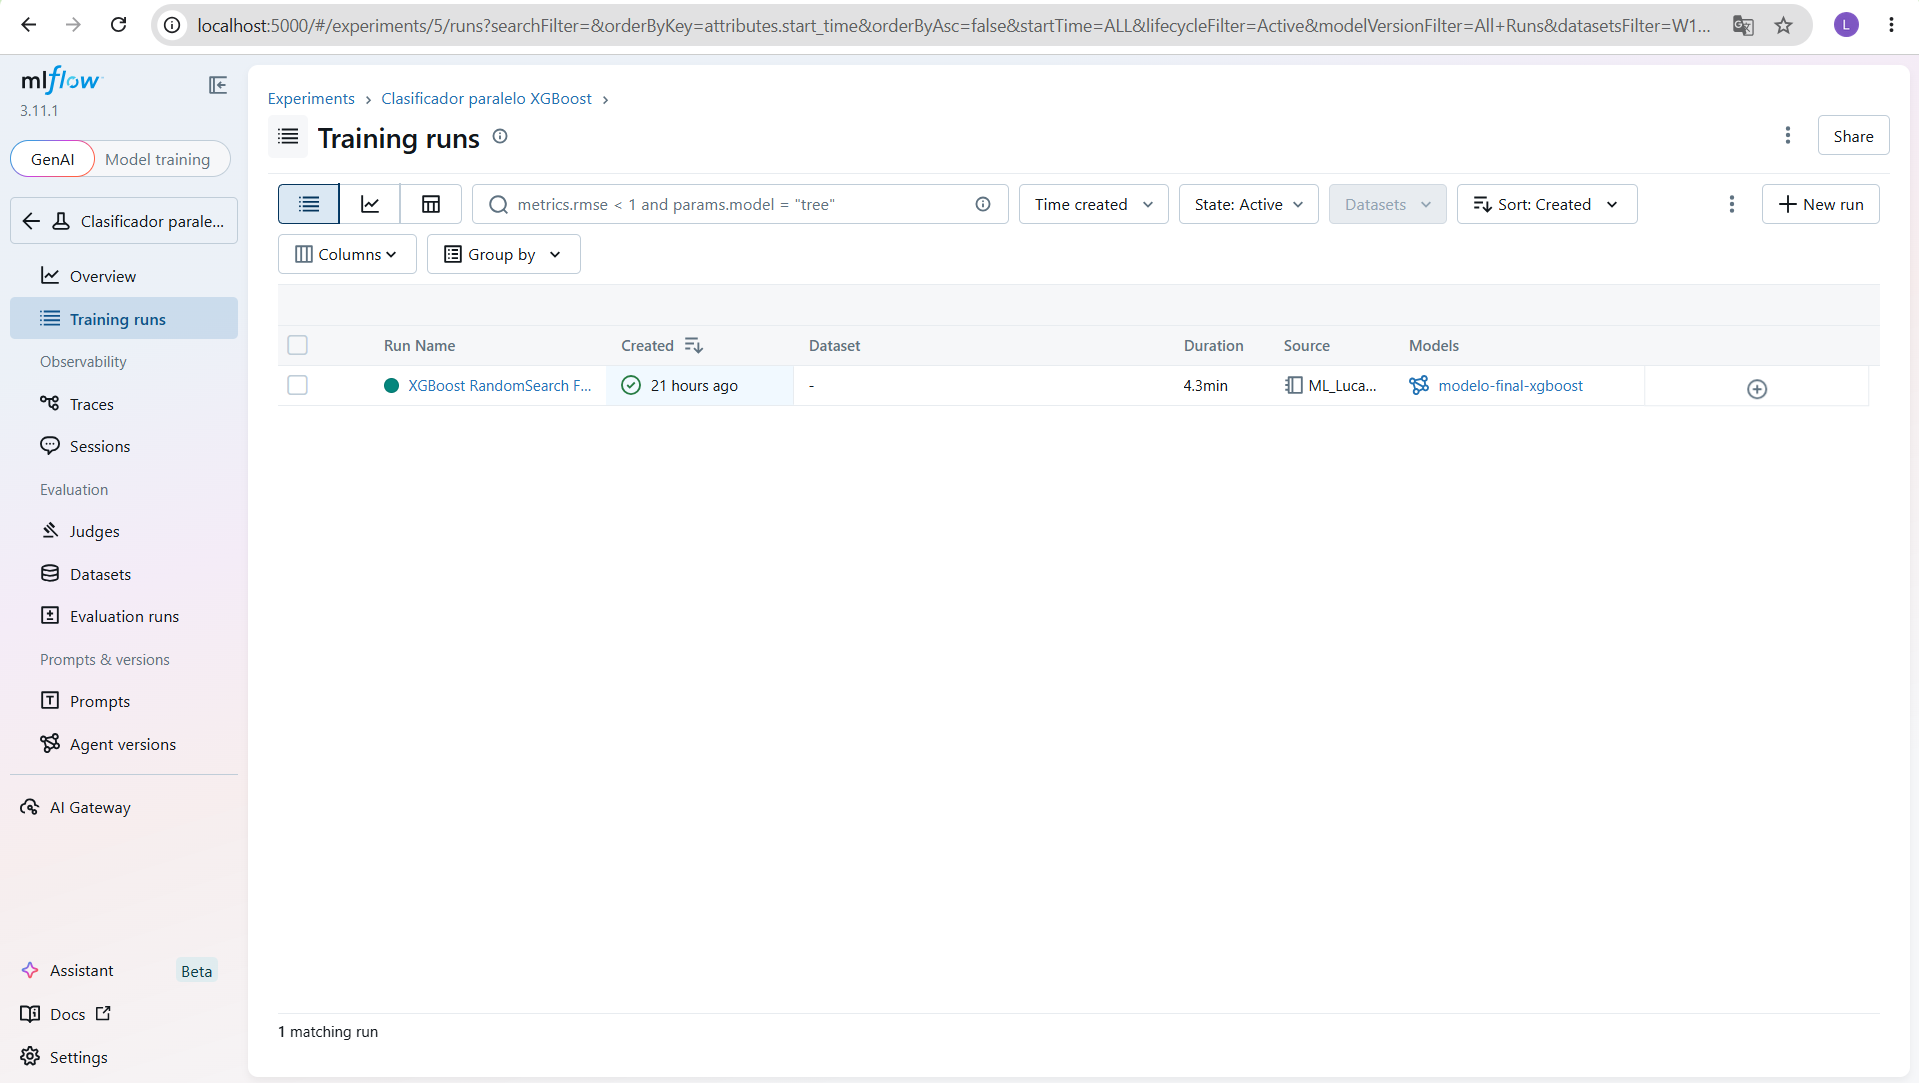 localhost:5000/#/experiments/5/runs?searchFilter=&orderByKey=attributes.start_time&orderByAsc=false&startTime=ALL&lifecycleFilter=Active&modelVersionFilter=All+Runs&datasetsFilter=W1...
L
mlflow
3.11.1
GenAI
Model training
Clasificador parale...
Overview
Training runs
Observability
Traces
Sessions
Evaluation
Judges
Datasets
Evaluation runs
Prompts & versions
Prompts
Agent versions
AI Gateway
Assistant Beta
Docs
Settings
Experiments > Clasificador paralelo XGBoost >
Training runs
Share
metrics.rmse < 1 and params.model = "tree"
Time created
State: Active
Datasets
Sort: Created
New run
Columns
Group by
Run Name Created Dataset Duration Source Models
XGBoost RandomSearch F... 21 hours ago - 4.3min ML_Luca... modelo-final-xgboost
1 matching run